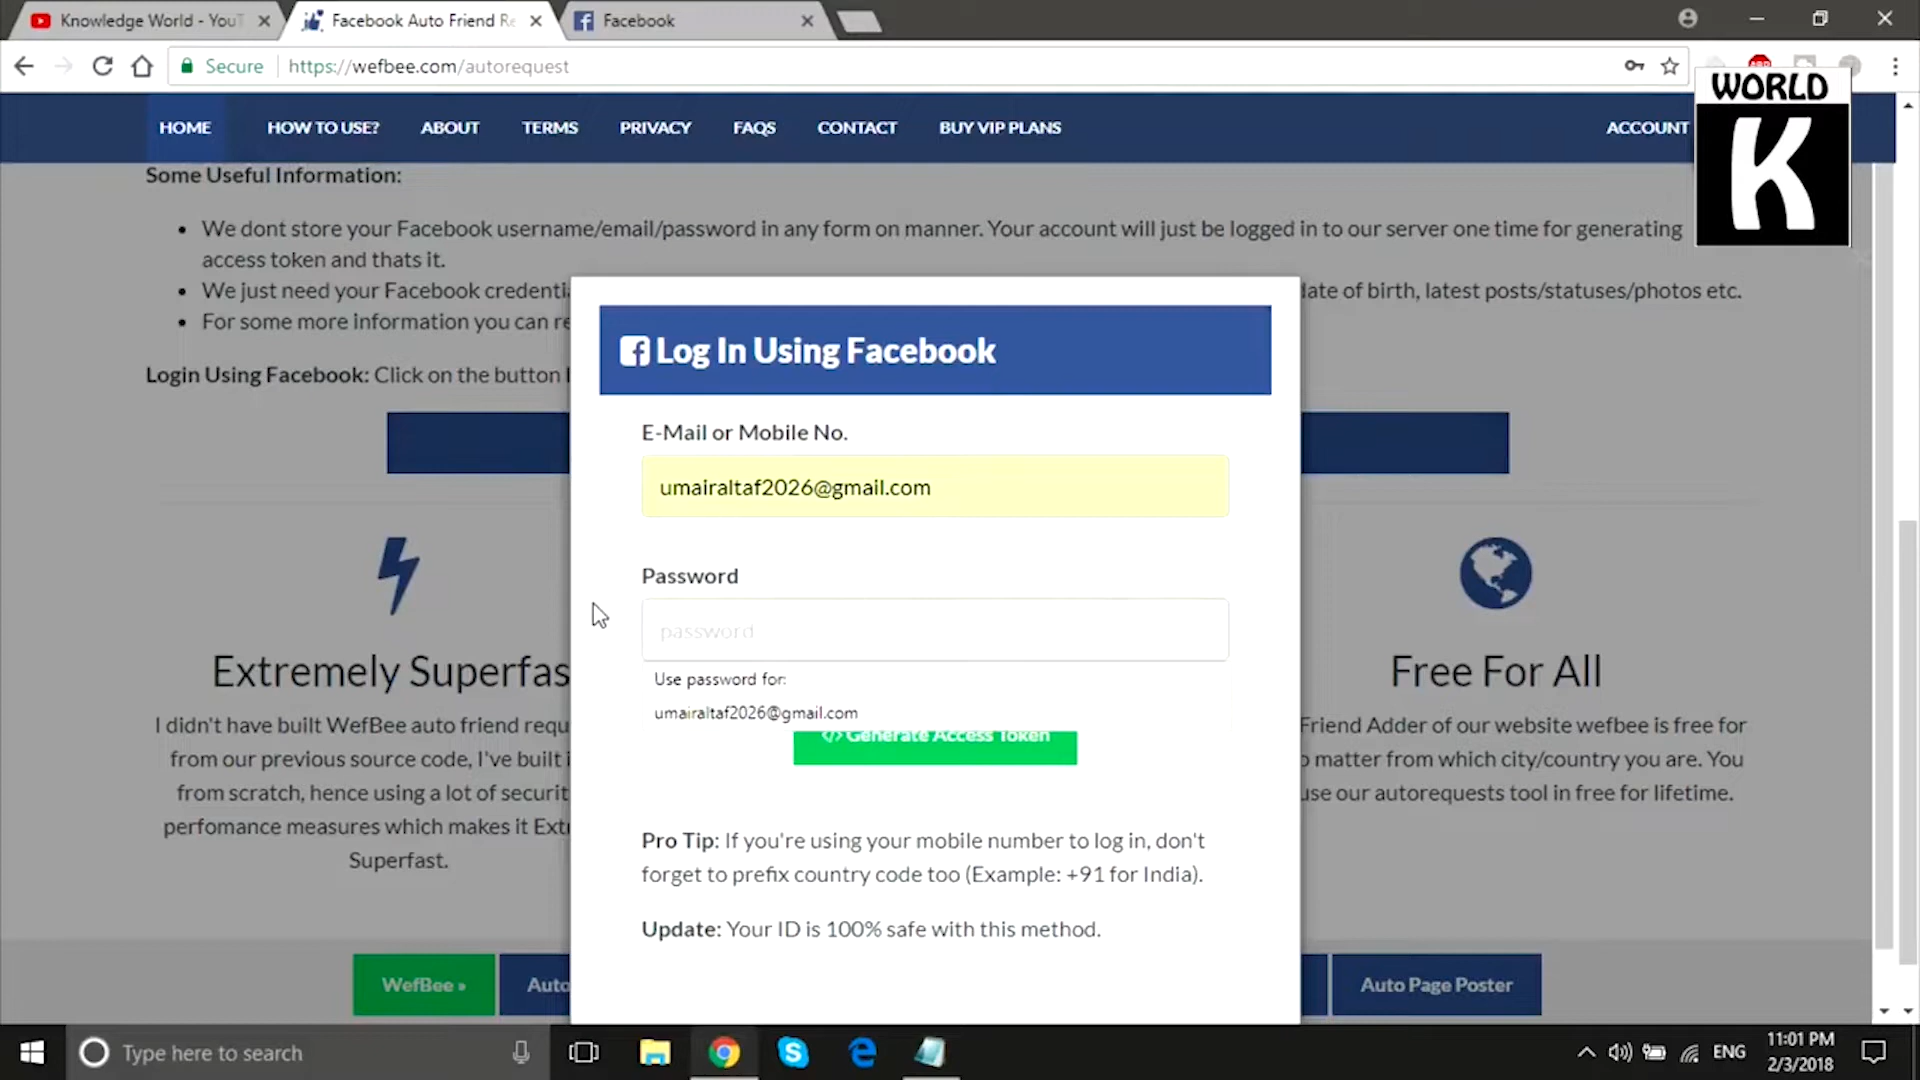 Knowledge World - YouT
Facebook Auto Friend Re
Facebook
Secure
https://wefbee.com/autorequest
ABP
WORLD
K
HOME
HOW TO USE?
ABOUT
TERMS
PRIVACY
FAQS
CONTACT
BUY VIP PLANS
ACCOUNT
Some Useful Information:
We dont store your Facebook username/email/password in any form on manner. Your account will just be logged in to our server one time for generating
access token and thats it.
We just need your Facebook credenti
date of birth, latest posts/statuses/photos etc.
For some more information you can re
Login Using Facebook: Click on the button
Log In Using Facebook
E-Mail or Mobile No.
umairaltaf2026@gmail.com
Password
password
Use password for:
umairaltaf2026@gmail.com
</> Generate Access Token
Pro Tip: If you're using your mobile number to log in, don't
forget to prefix country code too (Example: +91 for India).
Update: Your ID is 100% safe with this method.
Extremely Superfas
I didn't have built WefBee auto friend requ
from our previous source code, I've built i
from scratch, hence using a lot of securit
perfomance measures which makes it Extr
Superfast.
Free For All
Friend Adder of our website wefbee is free for
o matter from which city/country you are. You
use our autorequests tool in free for lifetime.
WefBee »
Auto
Auto Page Poster
Type here to search
ENG
11:01 PM
2/3/2018